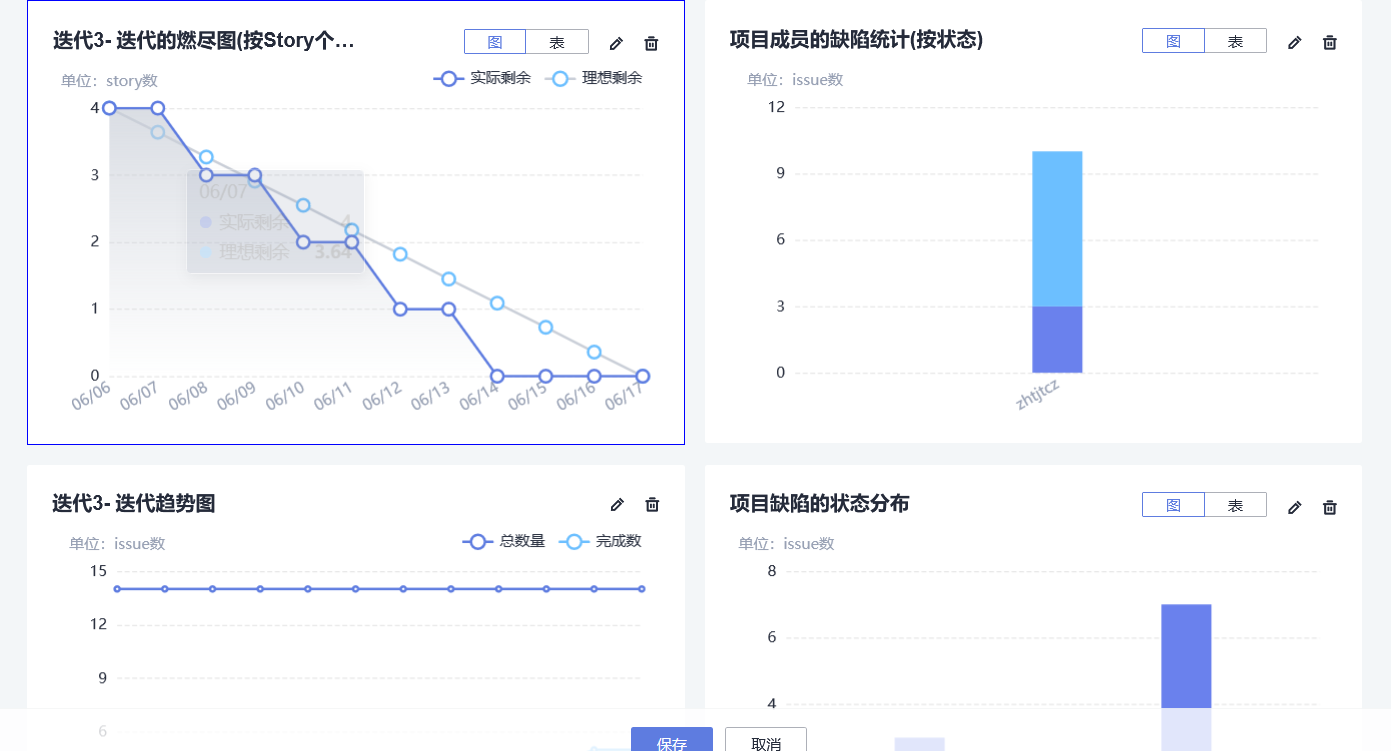 迭代3- 迭代的燃尽图(按Story个…
图 表
单位: story数
实际剩余 理想剩余
4
3
2
1
0
06/07
实际剩余 4
理想剩余 3.64
06/06 06/07 06/08 06/09 06/10 06/11 06/12 06/13 06/14 06/15 06/16 06/17
项目成员的缺陷统计(按状态)
图 表
单位: issue数
12
9
6
3
0
zhtjtcz
迭代3- 迭代趋势图
单位: issue数
总数量 完成数
15
12
9
6
项目缺陷的状态分布
图 表
单位: issue数
8
6
4
保存 取消